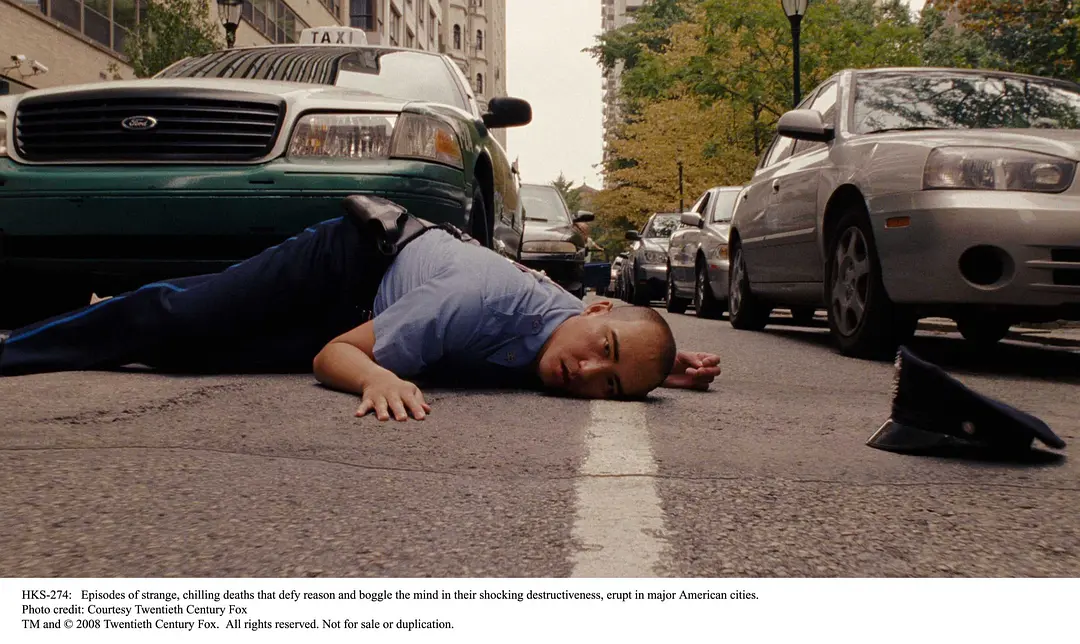 TAXI
Ford
HKS-274: Episodes of strange, chilling deaths that defy reason and boggle the mind in their shocking destructiveness, erupt in major American cities.
Photo credit: Courtesy Twentieth Century Fox
TM and © 2008 Twentieth Century Fox. All rights reserved. Not for sale or duplication.